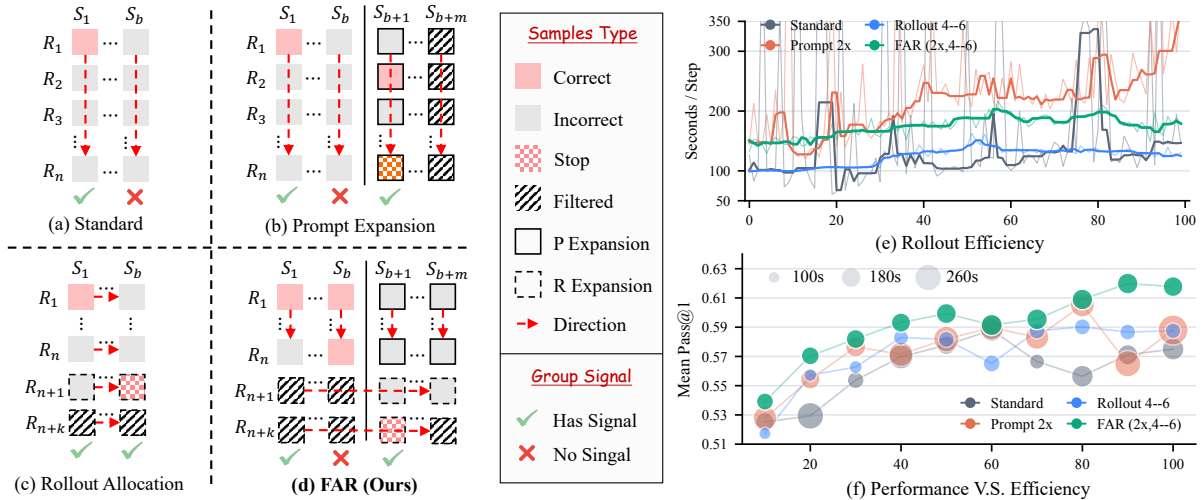 S1 Sb
R1 ...
R2 ...
R3 ...
Rn ...
(a) Standard
S1 Sb Sb+1 Sb+m
R1 ... ...
R2 ... ...
R3 ... ...
Rn ... ...
(b) Prompt Expansion
S1 Sb
R1
Rn
Rn+1
Rn+k
(c) Rollout Allocation
S1 Sb Sb+1 Sb+m
R1 ... ...
Rn ... ...
Rn+1
Rn+k
(d) FAR (Ours)
Samples Type
Correct
Incorrect
Stop
Filtered
P Expansion
R Expansion
Direction
Group Signal
Has Signal
No Singal
Seconds / Step
350
200
100
50
Standard Rollout 4--6
Prompt 2x FAR (2x,4--6)
0 20 40 60 80 100
(e) Rollout Efficiency
Mean Pass@1
0.63
0.61
0.59
0.57
0.55
0.53
0.51
100s 180s 260s
Standard Rollout 4--6
Prompt 2x FAR (2x,4--6)
20 40 60 80 100
(f) Performance V.S. Efficiency